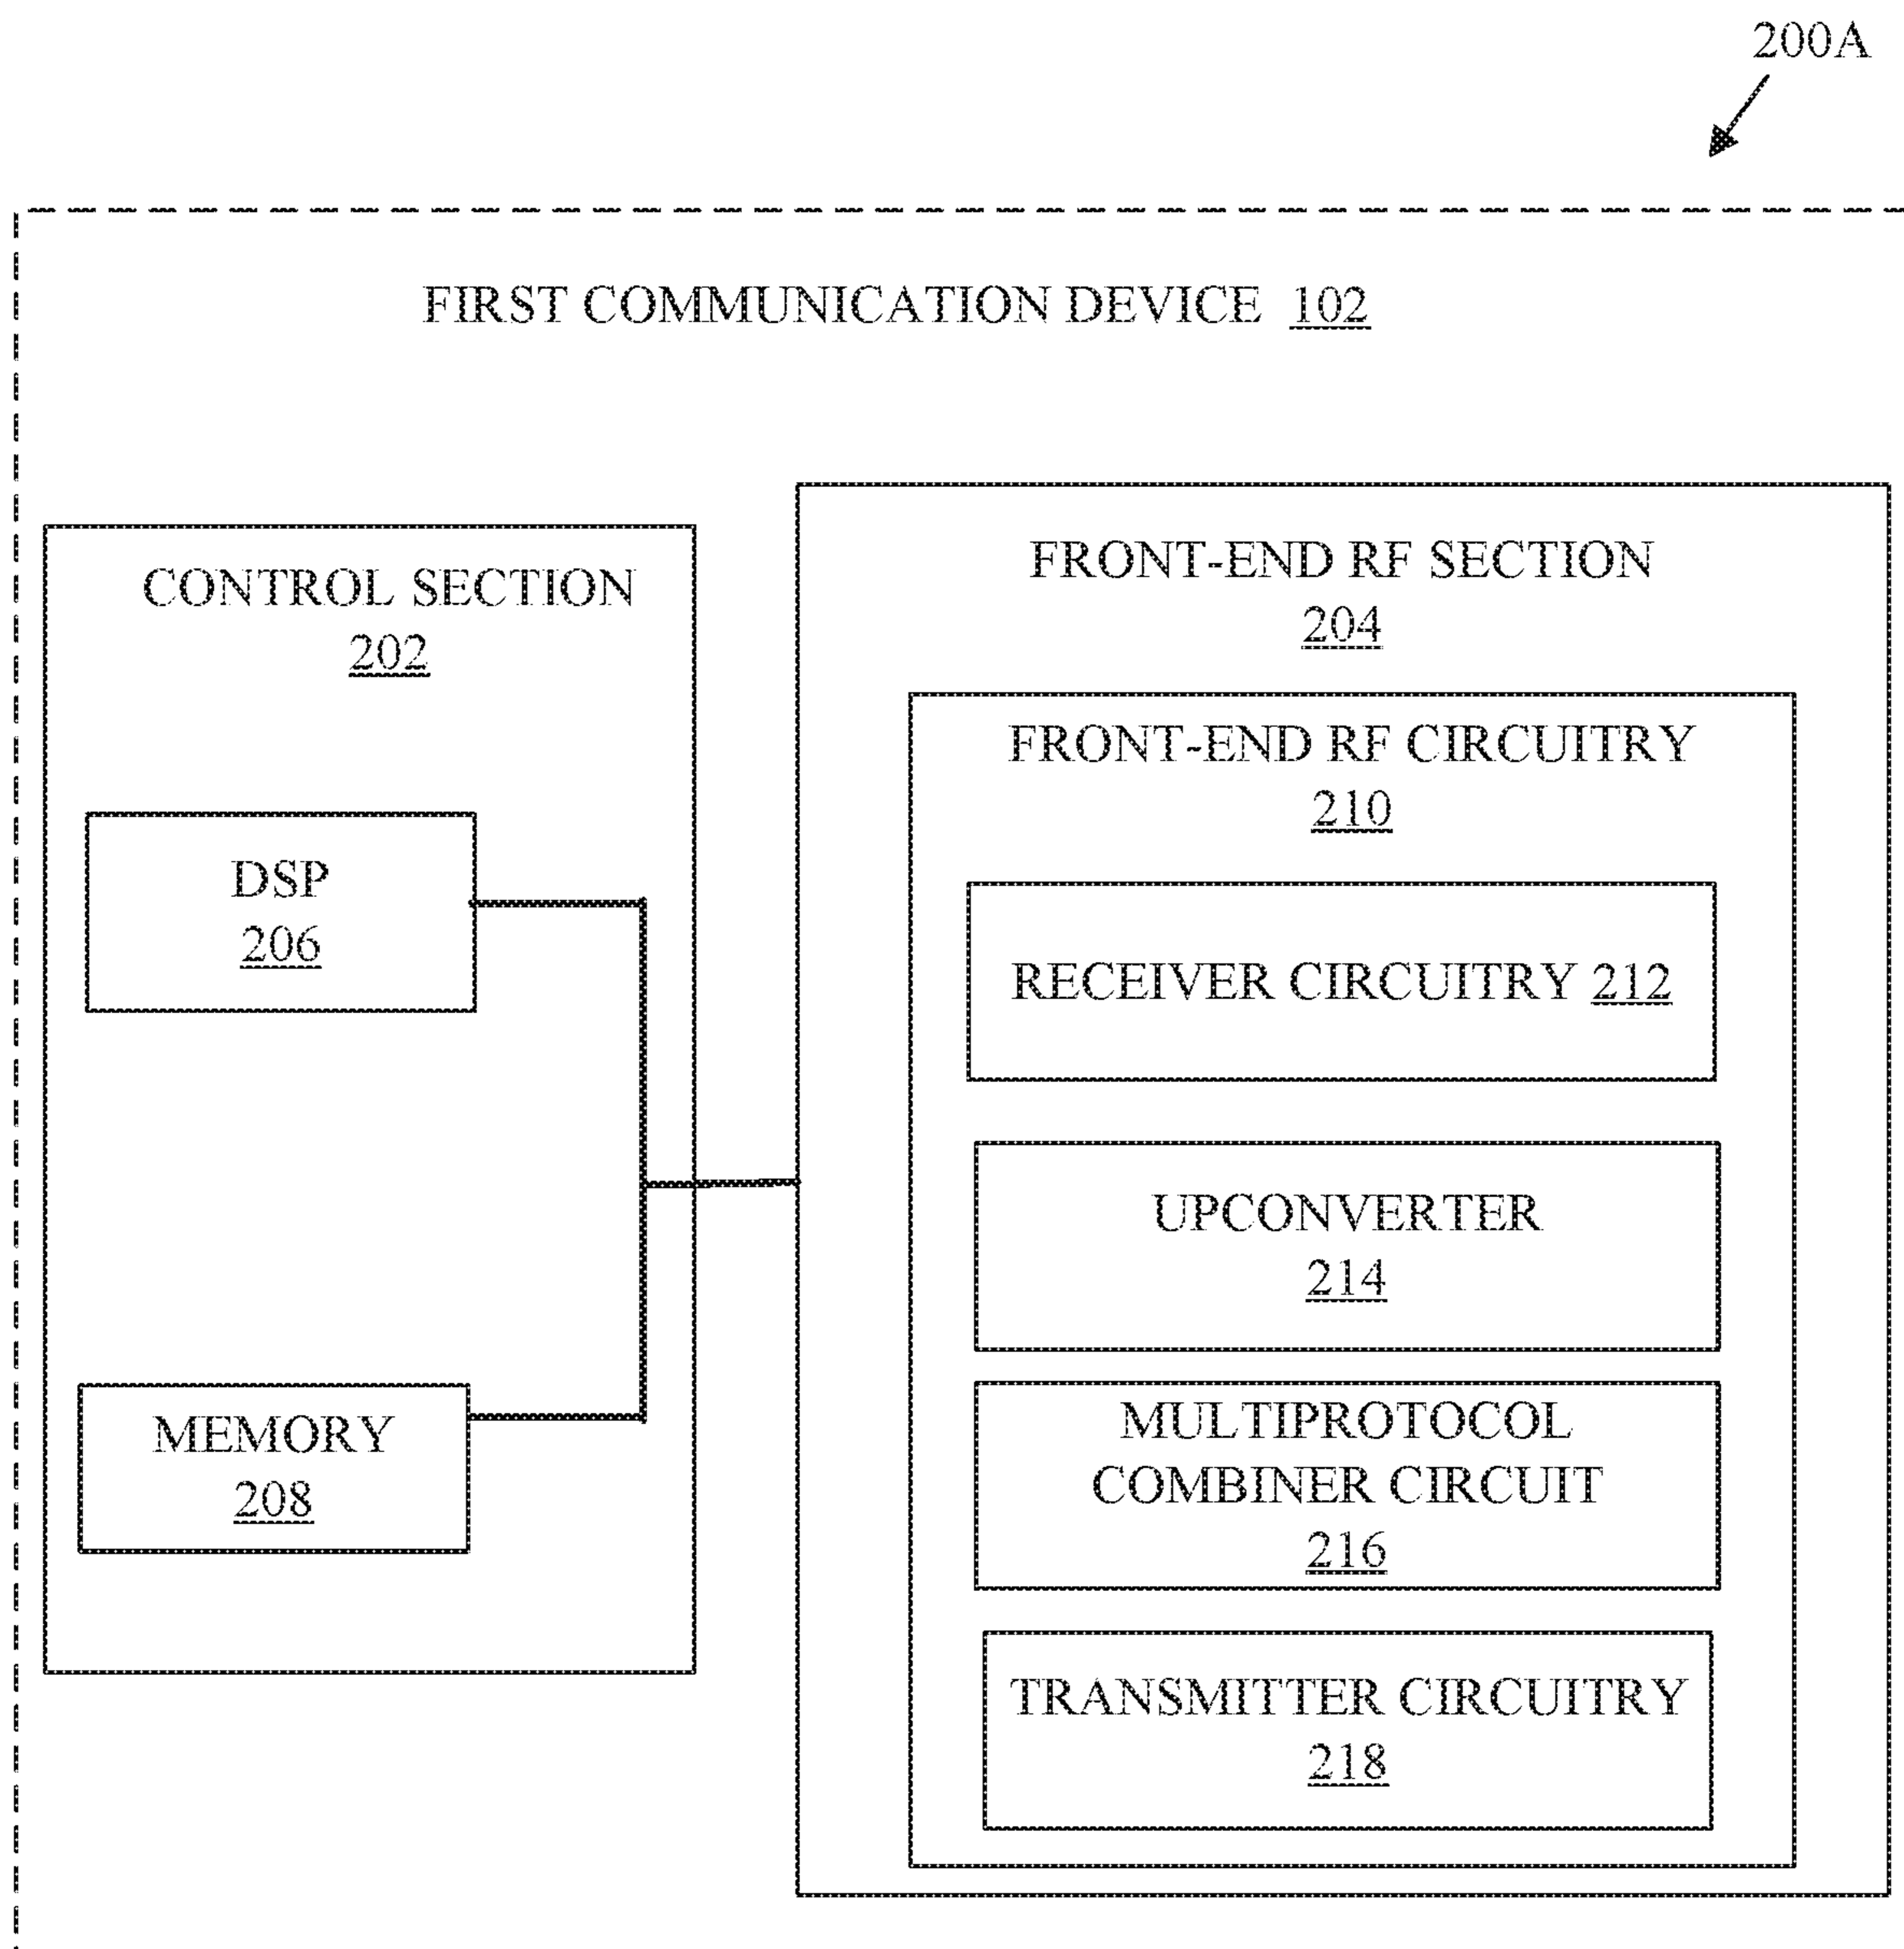 200A
FIRST COMMUNICATION DEVICE 102
CONTROL SECTION
202
DSP
206
MEMORY
208
FRONT-END RF SECTION
204
FRONT-END RF CIRCUITRY
210
RECEIVER CIRCUITRY 212
UPCONVERTER
214
MULTIPROTOCOL
COMBINER CIRCUIT
216
TRANSMITTER CIRCUITRY
218